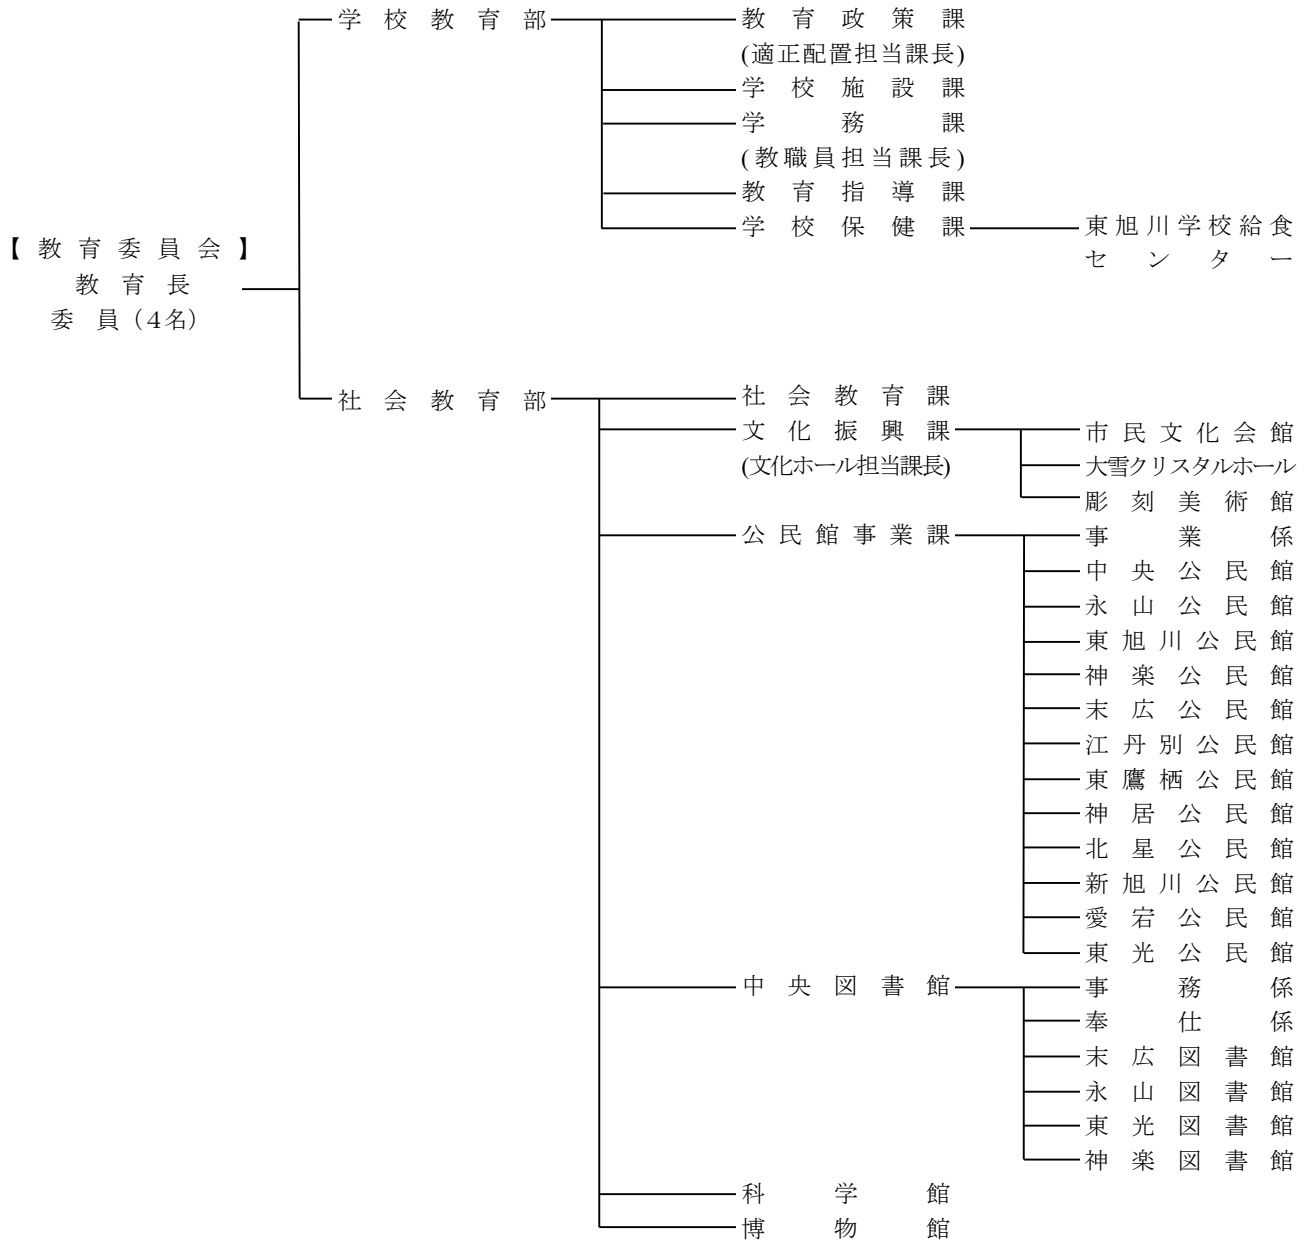 学校教育部
教育政策課
(適正配置担当課長)
学校施設課
学務課
(教職員担当課長)
教育指導課
学校保健課
東旭川学校給食
センター
【教育委員会】
教育長
委員（4名）
社会教育部
社会教育課
文化振興課
(文化ホール担当課長)
市民文化会館
大雪クリスタルホール
彫刻美術館
公民館事業課
事業係
中央公民館
永山公民館
東旭川公民館
神楽公民館
末広公民館
江丹別公民館
東鷹栖公民館
神居公民館
北星公民館
新旭川公民館
愛宕公民館
東光公民館
中央図書館
事務係
奉仕係
末広図書館
永山図書館
東光図書館
神楽図書館
科学館
博物館